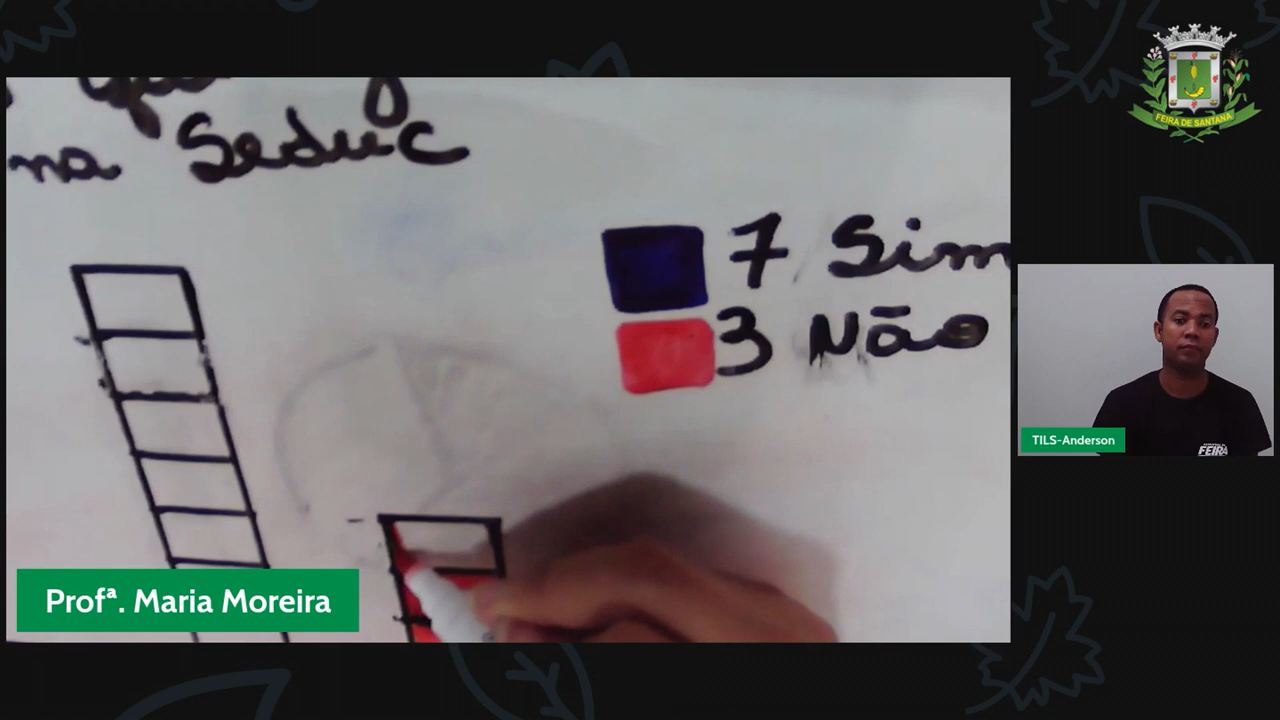 na Seduc
7 Sim
3 Não
FEIRA DE SANTANA
TILS-Anderson
FEIRA
Profª. Maria Moreira